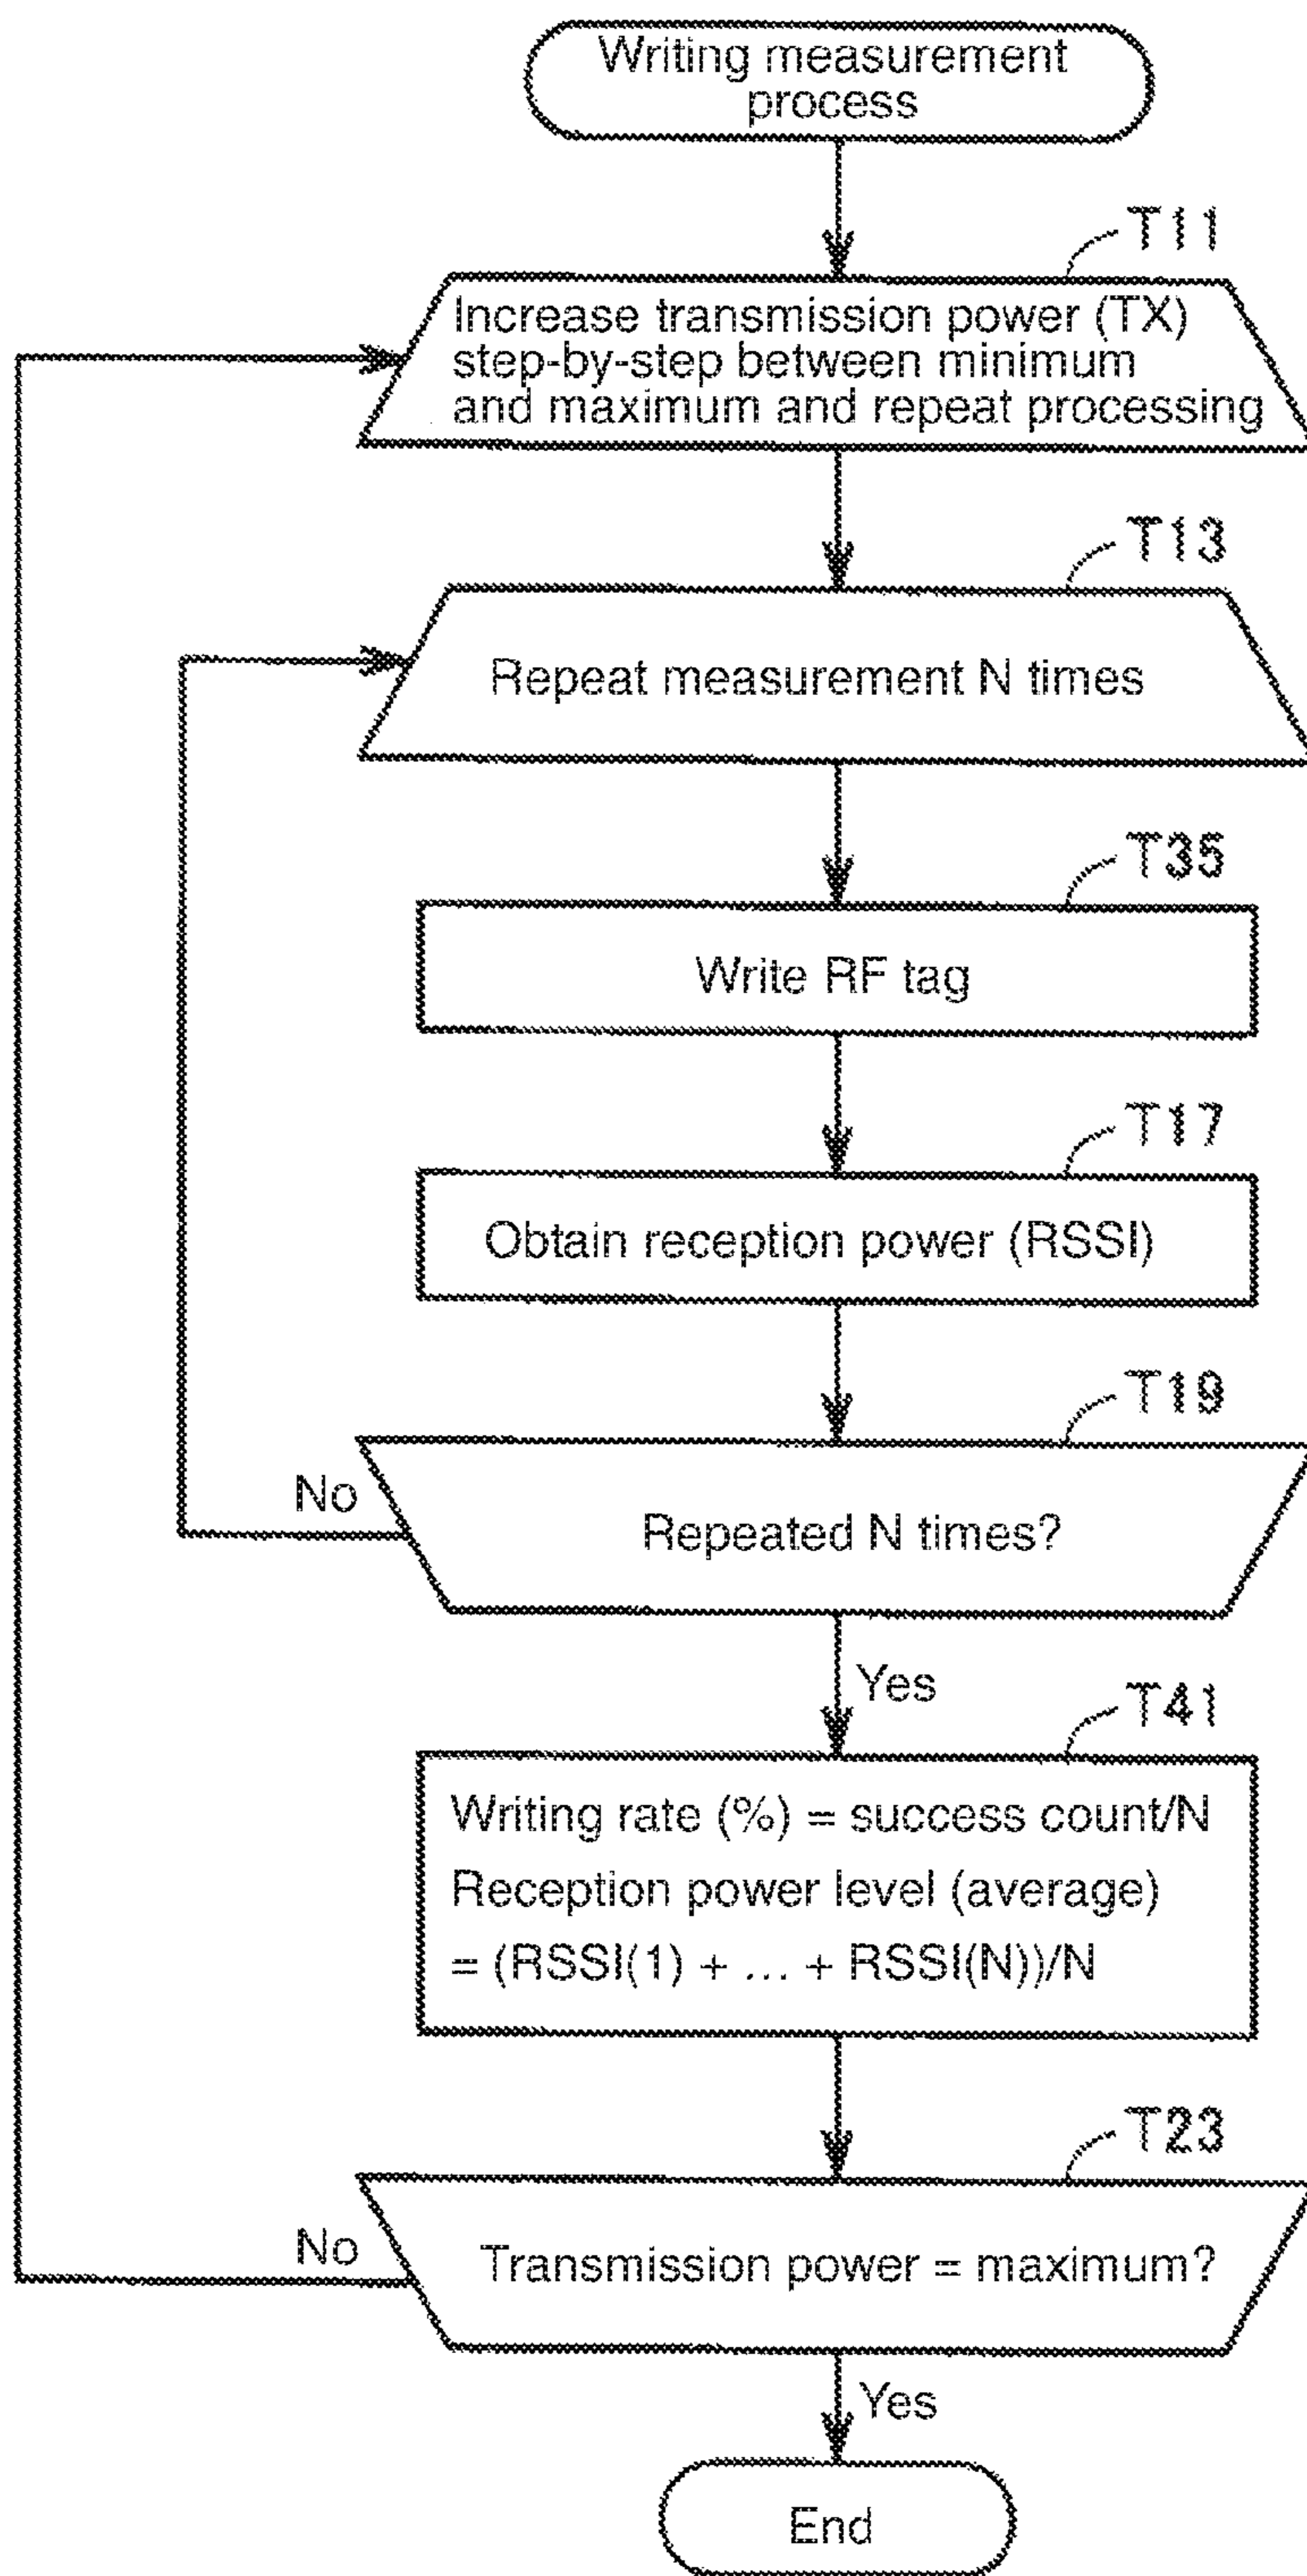 Writing measurement
process
T11
Increase transmission power (TX)
step-by-step between minimum
and maximum and repeat processing
T13
Repeat measurement N times
T35
Write RF tag
T17
Obtain reception power (RSSI)
T19
No
Repeated N times?
Yes
T41
Writing rate (%) = success count/N
Reception power level (average)
= (RSSI(1) + ... + RSSI(N))/N
T23
No
Transmission power = maximum?
Yes
End